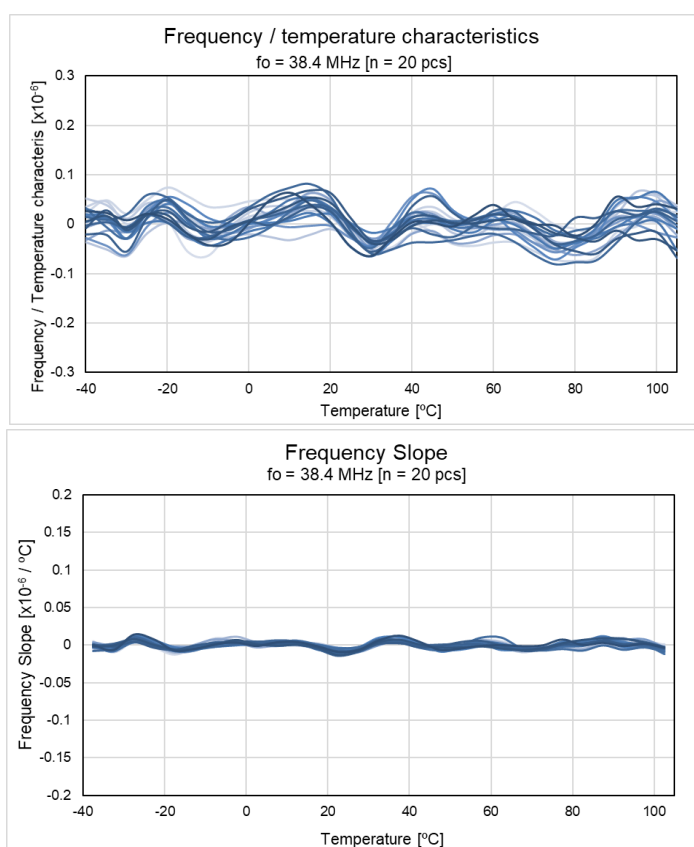 Frequency / temperature characteristics
fo = 38.4 MHz [n = 20 pcs]
Frequency / Temperature characteris [x10⁻⁶]
0.3
0.2
0.1
0
-0.1
-0.2
-0.3
-40 -20 0 20 40 60 80 100
Temperature [ºC]
Frequency Slope
fo = 38.4 MHz [n = 20 pcs]
Frequency Slope [x10⁻⁶ / ºC]
0.2
0.15
0.1
0.05
0
-0.05
-0.1
-0.15
-0.2
-40 -20 0 20 40 60 80 100
Temperature [ºC]